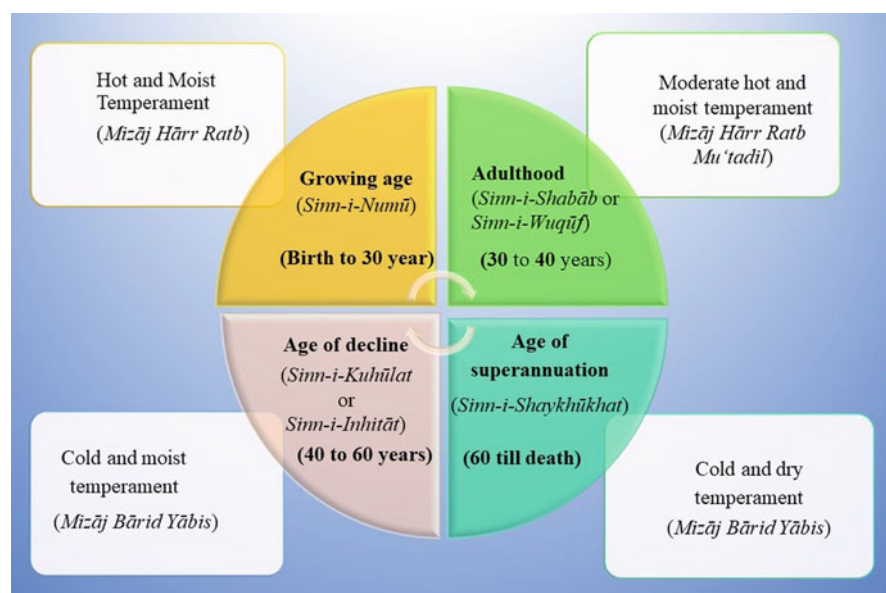 Hot and Moist
Temperament
(Mizāj Hārr Ratb)
Moderate hot and
moist temperament
(Mizāj Hārr Ratb
Mu‘tadil)
Growing age
(Sinn-i-Numū)
(Birth to 30 year)
Adulthood
(Sinn-i-Shabāb or
Sinn-i-Wuqūf)
(30 to 40 years)
Age of decline
(Sinn-i-Kuhūlat
or
Sinn-i-Inhitāt)
(40 to 60 years)
Age of
superannuation
(Sinn-i-Shaykhūkhat)
(60 till death)
Cold and moist
temperament
(Mizāj Bārid Yābis)
Cold and dry
temperament
(Mizāj Bārid Yābis)